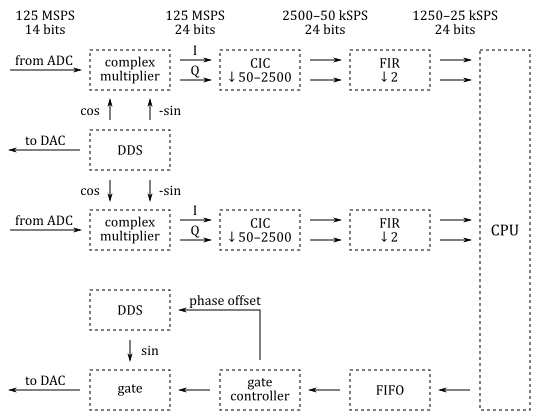 125 MSPS
14 bits
125 MSPS
24 bits
2500–50 kSPS
24 bits
1250–25 kSPS
24 bits
from ADC
complex
multiplier
I
Q
CIC
↓50–2500
FIR
↓2
cos
-sin
to DAC
DDS
cos
-sin
from ADC
complex
multiplier
I
Q
CIC
↓50–2500
FIR
↓2
CPU
DDS
phase offset
sin
to DAC
gate
gate
controller
FIFO